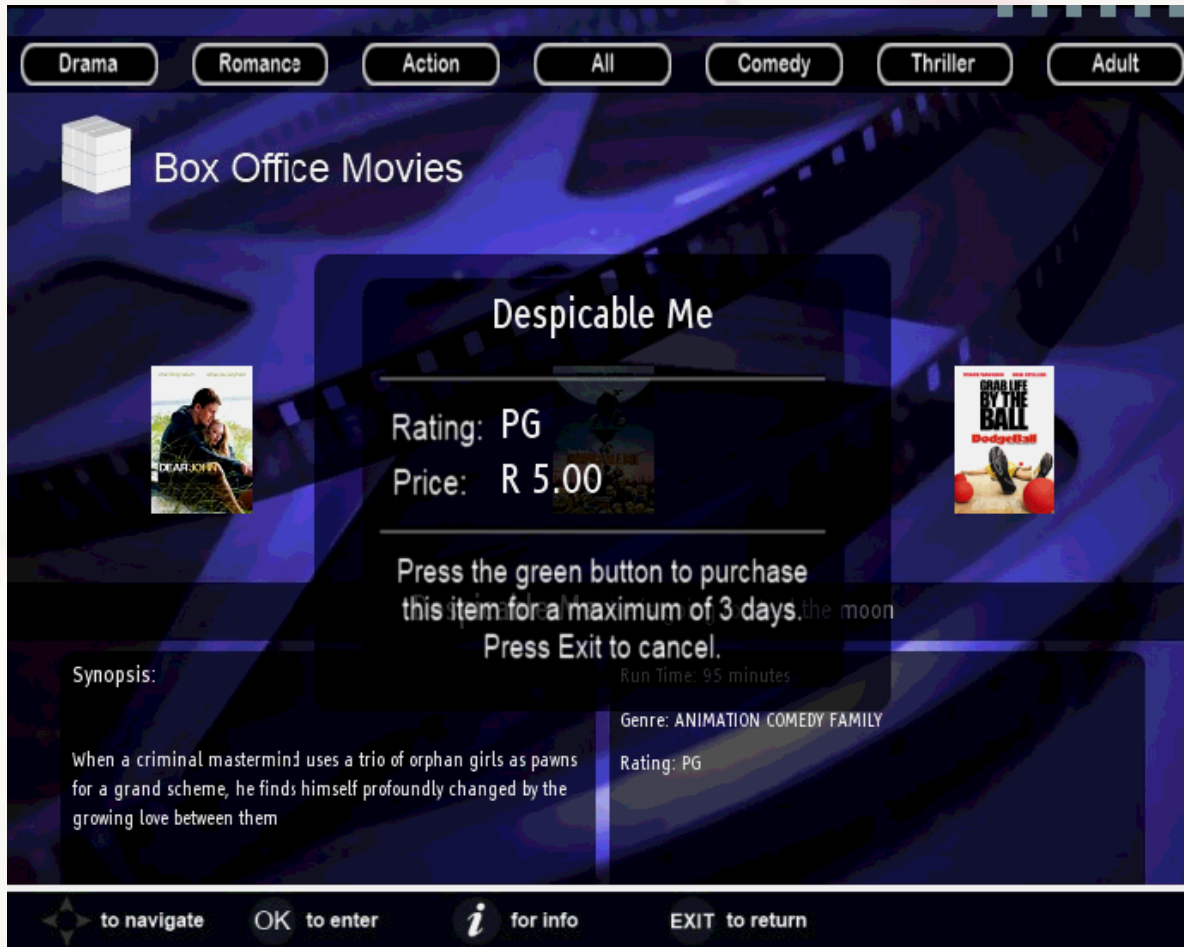 Drama Romance Action All Comedy Thriller Adult
Box Office Movies
Despicable Me
DEAR JOHN
GRAB LIFE
BY THE
BALL
DodgeBall
Rating: PG
Price: R 5.00
Press the green button to purchase
this item for a maximum of 3 days.
the moon
Press Exit to cancel.
Synopsis:
When a criminal mastermind uses a trio of orphan girls as pawns
for a grand scheme, he finds himself profoundly changed by the
growing love between them
Run Time: 95 minutes
Genre: ANIMATION COMEDY FAMILY
Rating: PG
to navigate OK to enter i for info EXIT to return